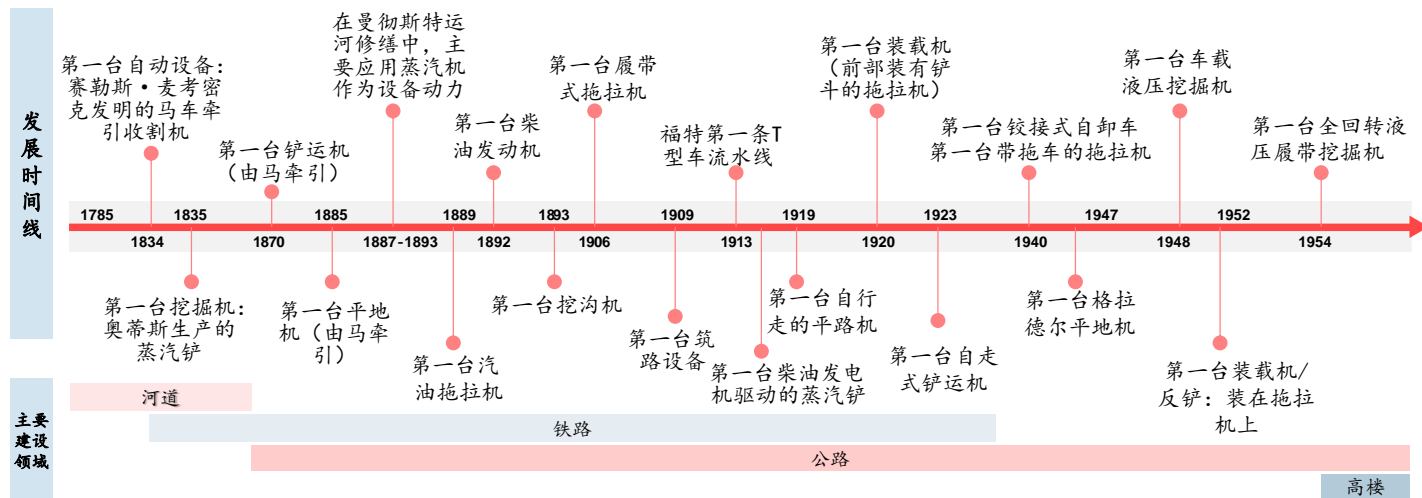 发展时间线
第一台自动设备：
赛勒斯·麦考密
克发明的马车牵
引收割机
第一台铲运机
（由马牵引）
在曼彻斯特运
河修缮中，主
要应用蒸汽机
作为设备动力
第一台柴
油发动机
第一台履带
式拖拉机
福特第一条T
型车流水线
第一台装载机
（前部装有铲
斗的拖拉机）
第一台铰接式自卸车
第一台带拖车的拖拉机
第一台车载
液压挖掘机
第一台全回转液
压履带挖掘机
1785 1835 1885 1889 1893 1909 1919 1923 1947 1952
1834 1870 1887-1893 1892 1906 1913 1920 1940 1948 1954
第一台挖掘机：
奥蒂斯生产的
蒸汽铲
第一台平地
机（由马牵
引）
第一台汽
油拖拉机
第一台挖沟机
第一台筑
路设备
第一台柴油发电
机驱动的蒸汽铲
第一台自行
走的平路机
第一台自走
式铲运机
第一台格拉
德尔平地机
第一台装载机/
反铲：装在拖拉
机上
主要
建设
领域
河道
铁路
公路
高楼